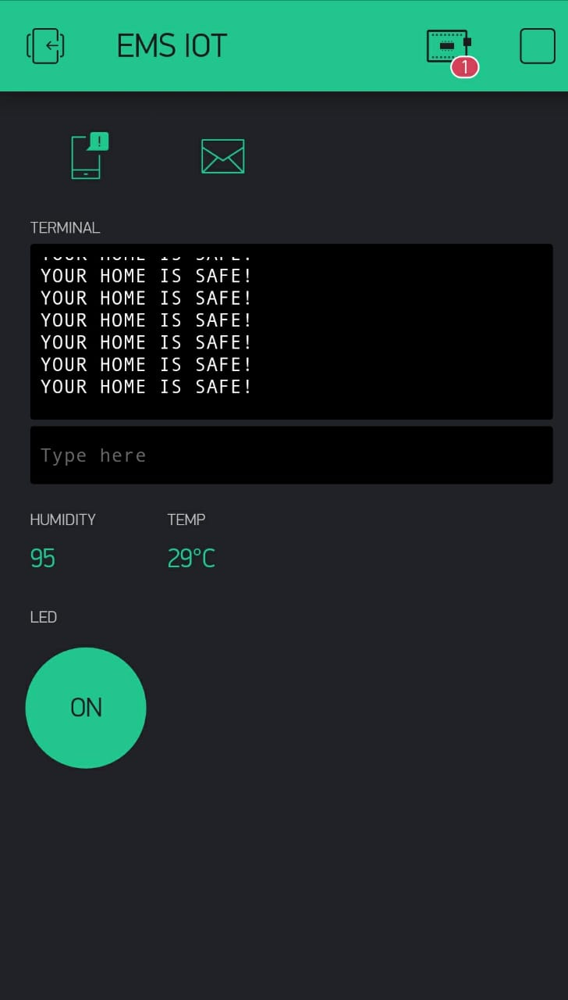 EMS IOT
1
TERMINAL
YOUR HOME IS SAFE!
YOUR HOME IS SAFE!
YOUR HOME IS SAFE!
YOUR HOME IS SAFE!
YOUR HOME IS SAFE!
YOUR HOME IS SAFE!
YOUR HOME IS SAFE!
Type here
HUMIDITY TEMP
95 29°C
LED
ON